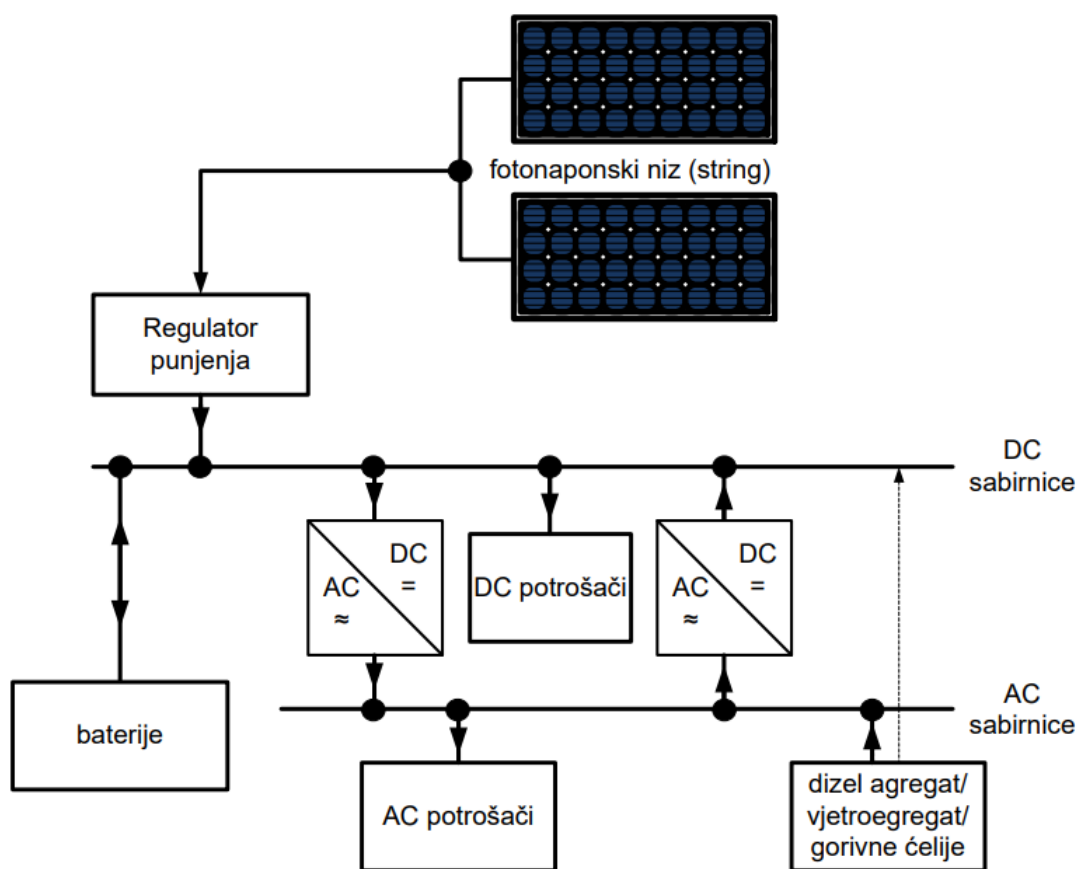 fotonaponski niz (string)
Regulator
punjenja
DC
sabirnice
DC
=
AC
≈
DC potrošači
DC
=
AC
≈
AC
sabirnice
baterije
AC potrošači
dizel agregat/
vjetroegregat/
gorivne ćelije